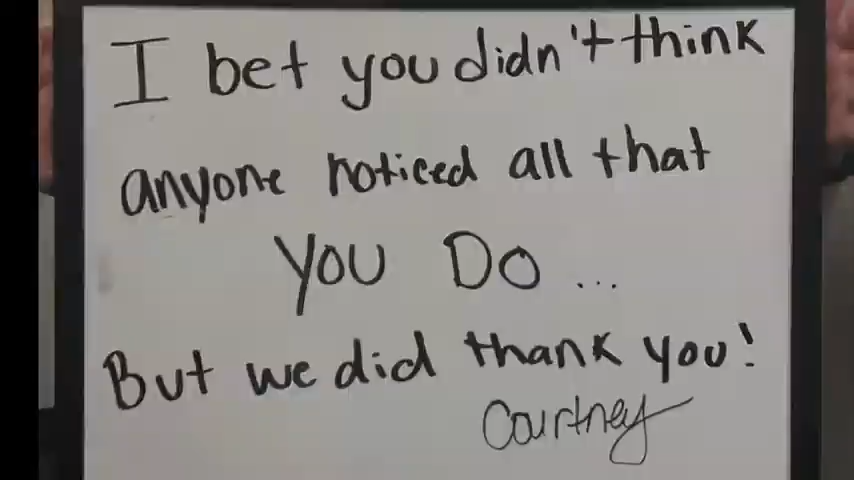 I bet you didn't think
anyone noticed all that
YOU DO...
But we did thank you!
Courtney